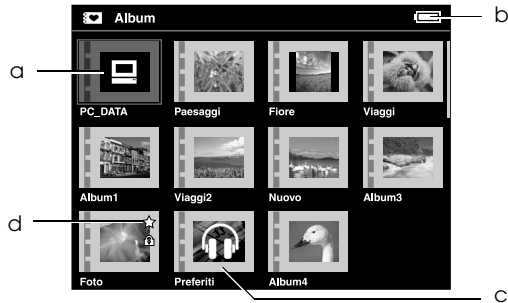 Album
b
a
PC_DATA Paesaggi Fiore Viaggi
Album1 Viaggi2 Nuovo Album3
d
Foto Preferiti Album4
c